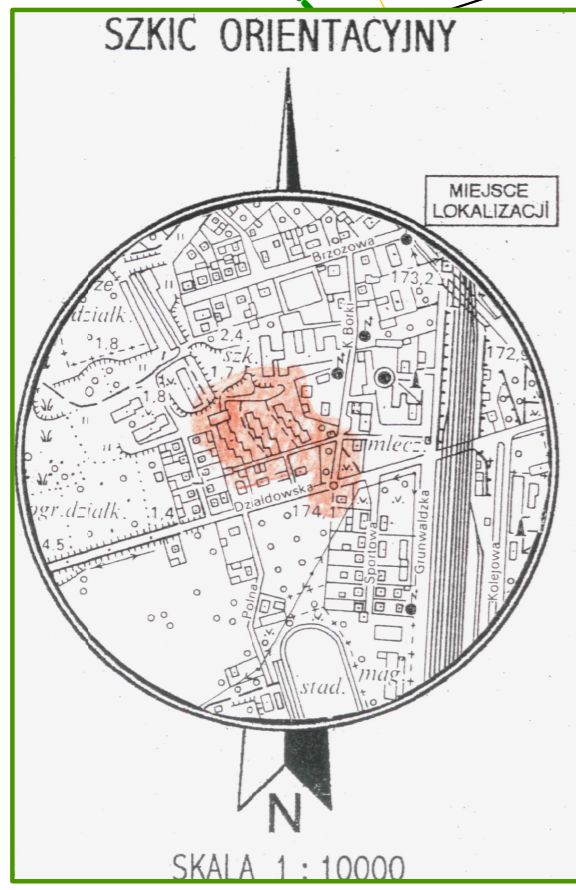 SZKIC ORIENTACYJNY
MIEJSCE
LOKALIZACJI
Brzozowa
173,2
ze
działk.
K. Borki
2.4
szk.
172,9
1.8
1.7
1.8
mlecz.
Działdowska
174,1
ogr. działk.
1.4
4.5
Polna
Sportowa
Grunwaldzka
Kolejowa
mag.
stad.
N
SKALA 1 : 10000